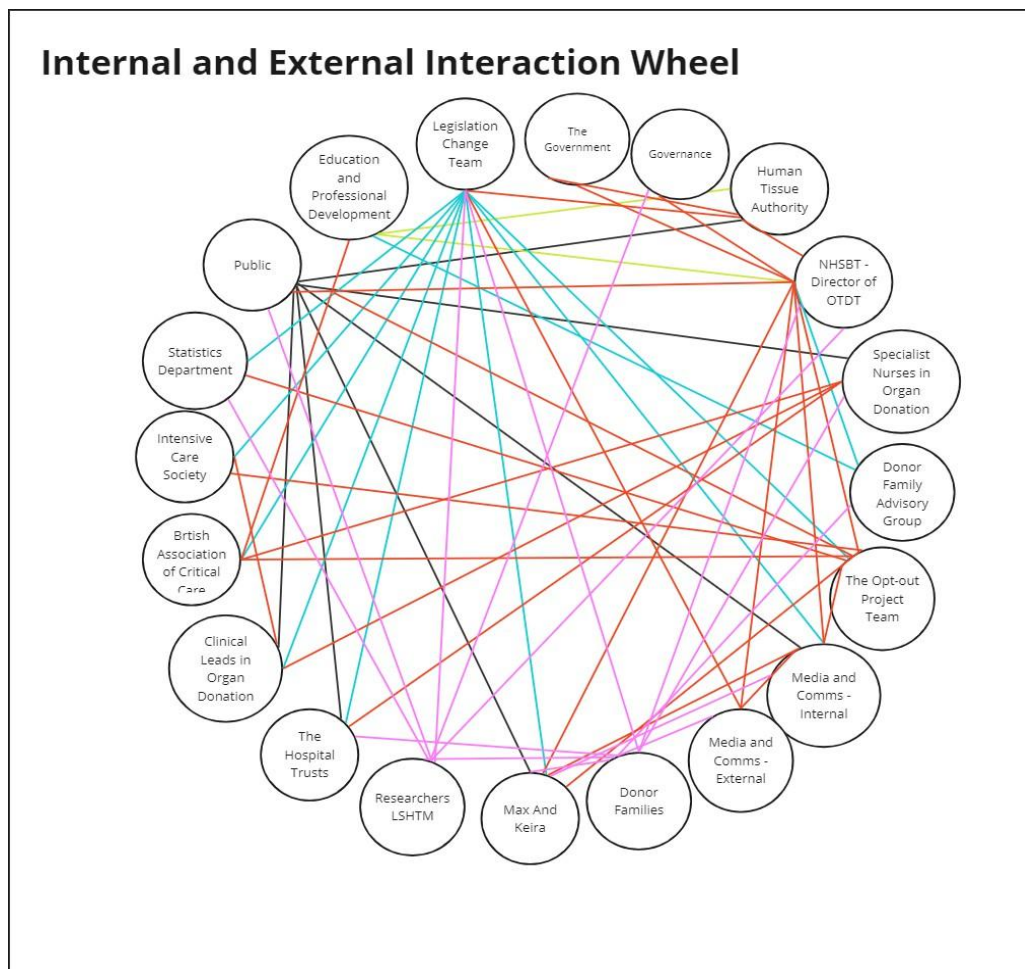 Internal and External Interaction Wheel
Legislation
Change
Team
The
Government
Governance
Human
Tissue
Authority
NHSBT -
Director of
OTDT
Specialist
Nurses in
Organ
Donation
Donor
Family
Advisory
Group
The Opt-out
Project
Team
Media and
Comms -
Internal
Media and
Comms -
External
Donor
Families
Max And
Keira
Researchers
LSHTM
The
Hospital
Trusts
Clinical
Leads in
Organ
Donation
Brtish
Association
of Critical
Care
Intensive
Care
Society
Statistics
Department
Public
Education
and
Professional
Development